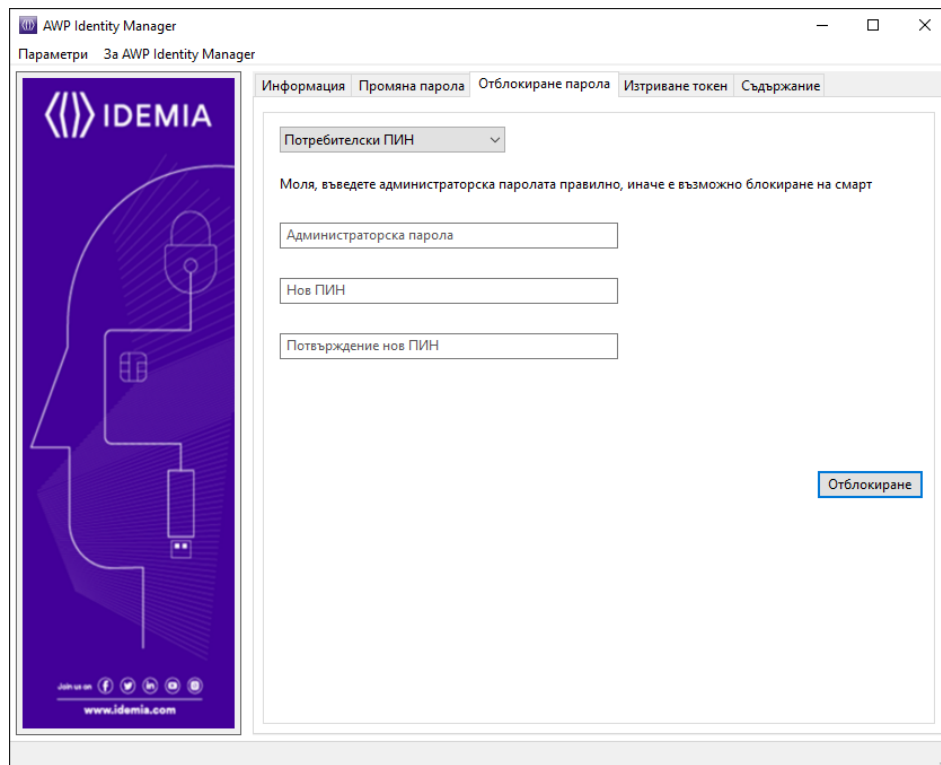 AWP Identity Manager
Параметри За AWP Identity Manager
IDEMIA
Join us on
www.idemia.com
Информация Промяна парола Отблокиране парола Изтриване токен Съдържание
Потребителски ПИН
Моля, въведете администраторска паролата правилно, иначе е възможно блокиране на смарт
Администраторска парола
Нов ПИН
Потвърждение нов ПИН
Отблокиране